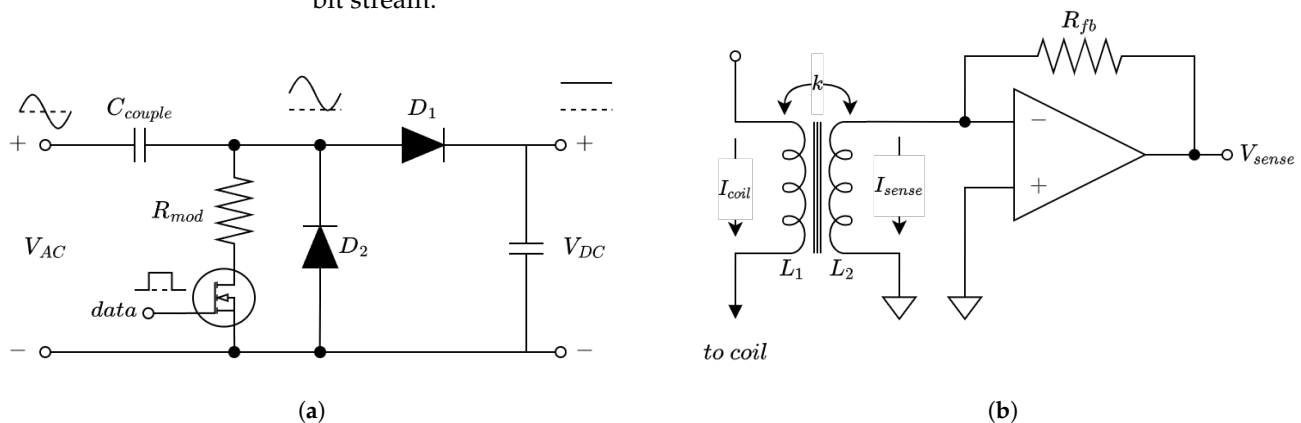 bit stream.
C_couple
D_1
+
+
R_mod
V_AC
D_2
V_DC
data
−
−
(a)
R_fb
k
−
V_sense
I_coil
I_sense
+
L_1
L_2
to coil
(b)